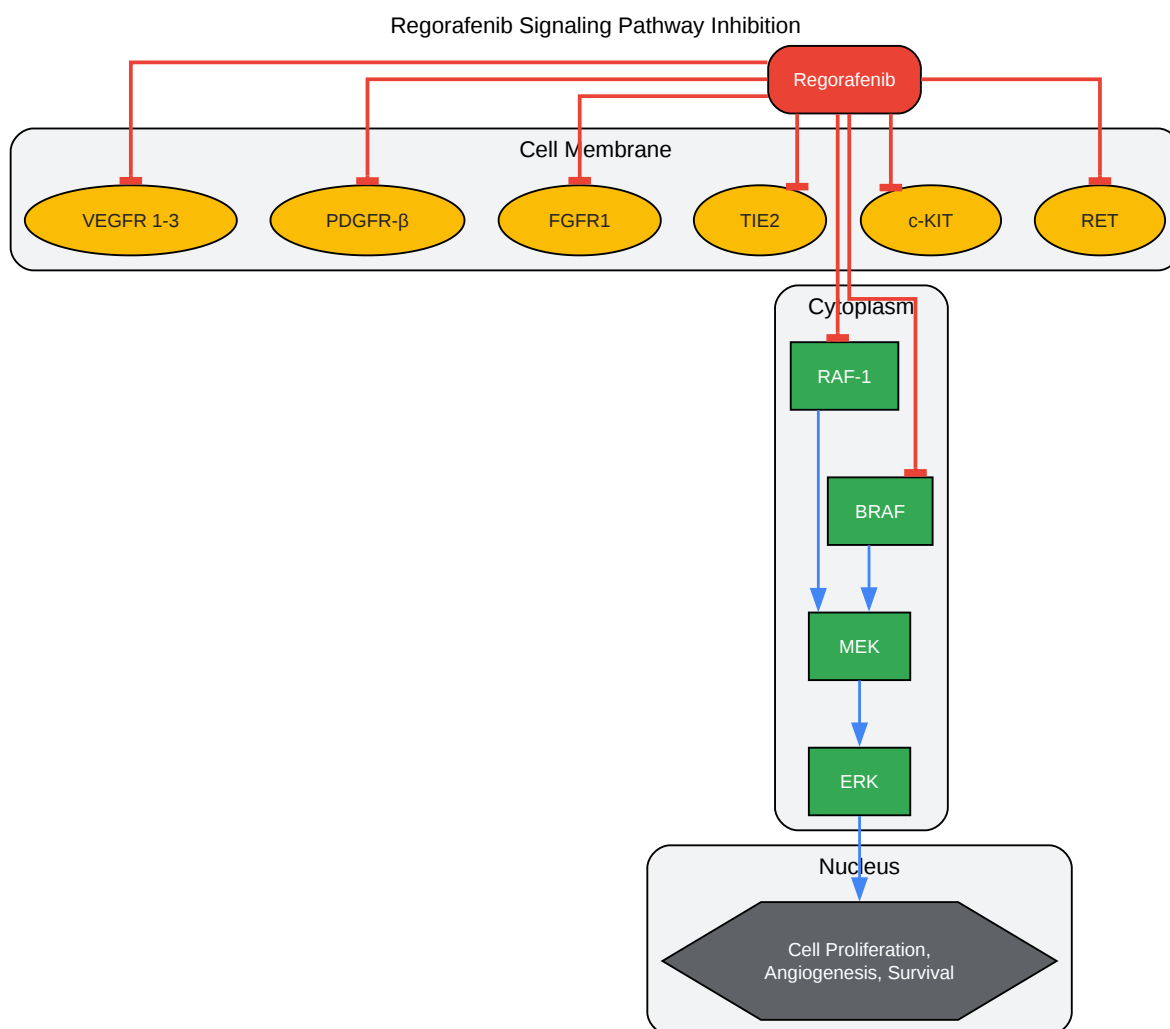 Regorafenib Signaling Pathway Inhibition
Regorafenib
Cell Membrane
VEGFR 1-3
PDGFR-β
FGFR1
TIE2
c-KIT
RET
Cytoplasm
RAF-1
BRAF
MEK
ERK
Nucleus
Cell Proliferation,
Angiogenesis, Survival